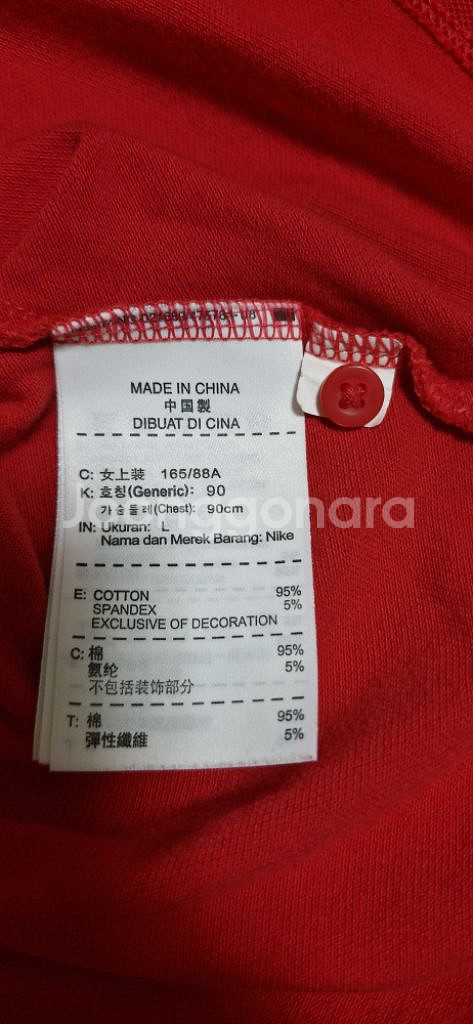 MADE IN CHINA
中国製
DIBUAT DI CINA
C: 女上装 165/88A
K: 호칭(Generic): 90
가슴둘레(Chest): 90cm
IN: Ukuran: L
Nama dan Merek Barang: Nike
E: COTTON 95%
SPANDEX 5%
EXCLUSIVE OF DECORATION
C: 棉 95%
氨纶 5%
不包括装饰部分
T: 棉 95%
彈性纖維 5%
Joonggonara